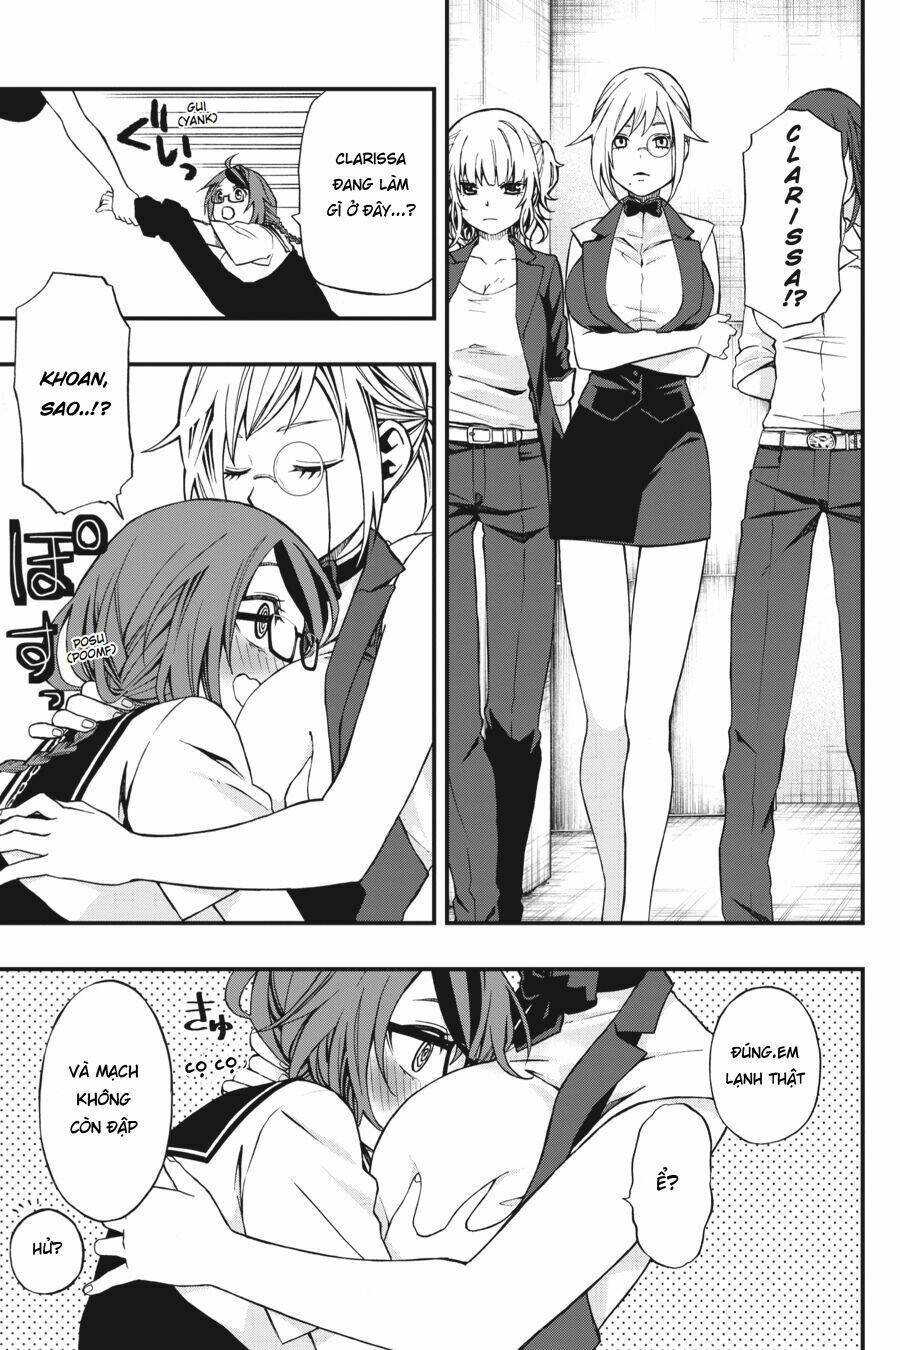 CLARISSA!?
CLARISSA
ĐANG LÀM
GÌ Ở ĐÂY...?
ぐいっ
GUI
(YANK)
KHOAN,
SAO..!?
ぽすっ
POSU
(POOMF)
ĐÚNG.EM
LẠNH THẬT
Ể?
きゅ
CỌ CỌ
VÀ MẠCH
KHÔNG
CÒN ĐẬP
HỬ?